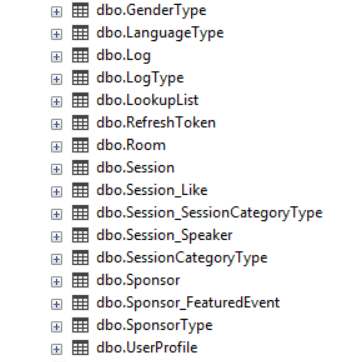 dbo.GenderType
dbo.LanguageType
dbo.Log
dbo.LogType
dbo.LookupList
dbo.RefreshToken
dbo.Room
dbo.Session
dbo.Session_Like
dbo.Session_SessionCategoryType
dbo.Session_Speaker
dbo.SessionCategoryType
dbo.Sponsor
dbo.Sponsor_FeaturedEvent
dbo.SponsorType
dbo.UserProfile